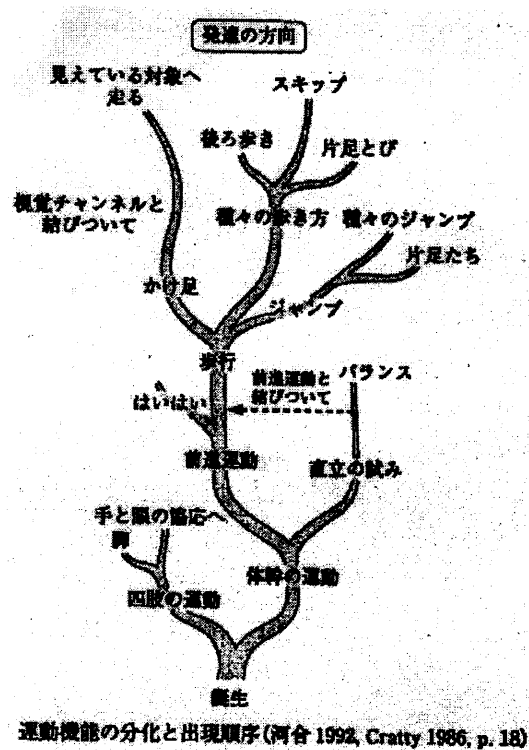 発達の方向
見えている対象へ
走る
スキップ
後ろ歩き
片足とび
視覚チャンネルと
結びついて
種々の歩き方
種々のジャンプ
片足たち
かけ足
ジャンプ
歩行
前進運動と
結びついて
バランス
はいはい
前進運動
直立の試み
手と眼の協応へ
脚
体幹の運動
四肢の運動
誕生
運動機能の分化と出現順序(河合 1992, Cratty 1986, p. 18)